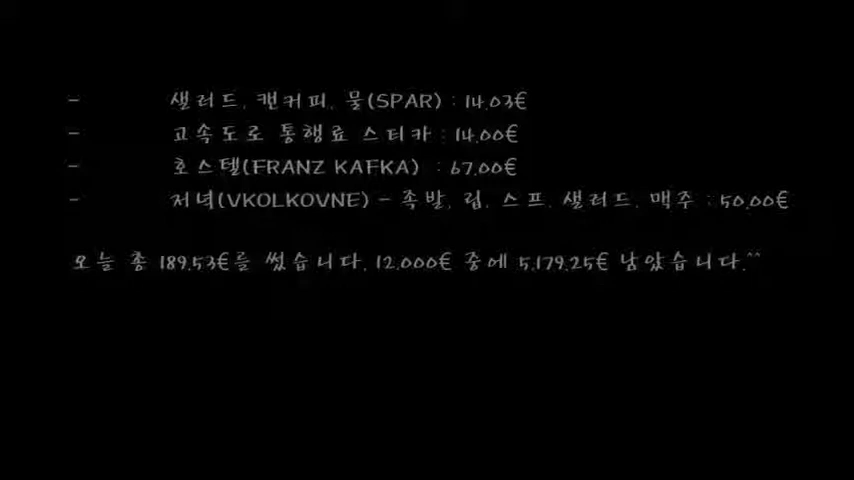 - 샐러드, 캔커피, 물(SPAR) : 14.03€
- 고속도로 통행료 스티카 : 14.00€
- 호스텔(FRANZ KAFKA) : 67.00€
- 저녁(VKOLKOVNE) - 족발, 립, 스프, 샐러드, 맥주 : 50.00€
오늘 총 189.53€를 썼습니다. 12.000€ 중에 5,179.25€ 남았습니다.^^